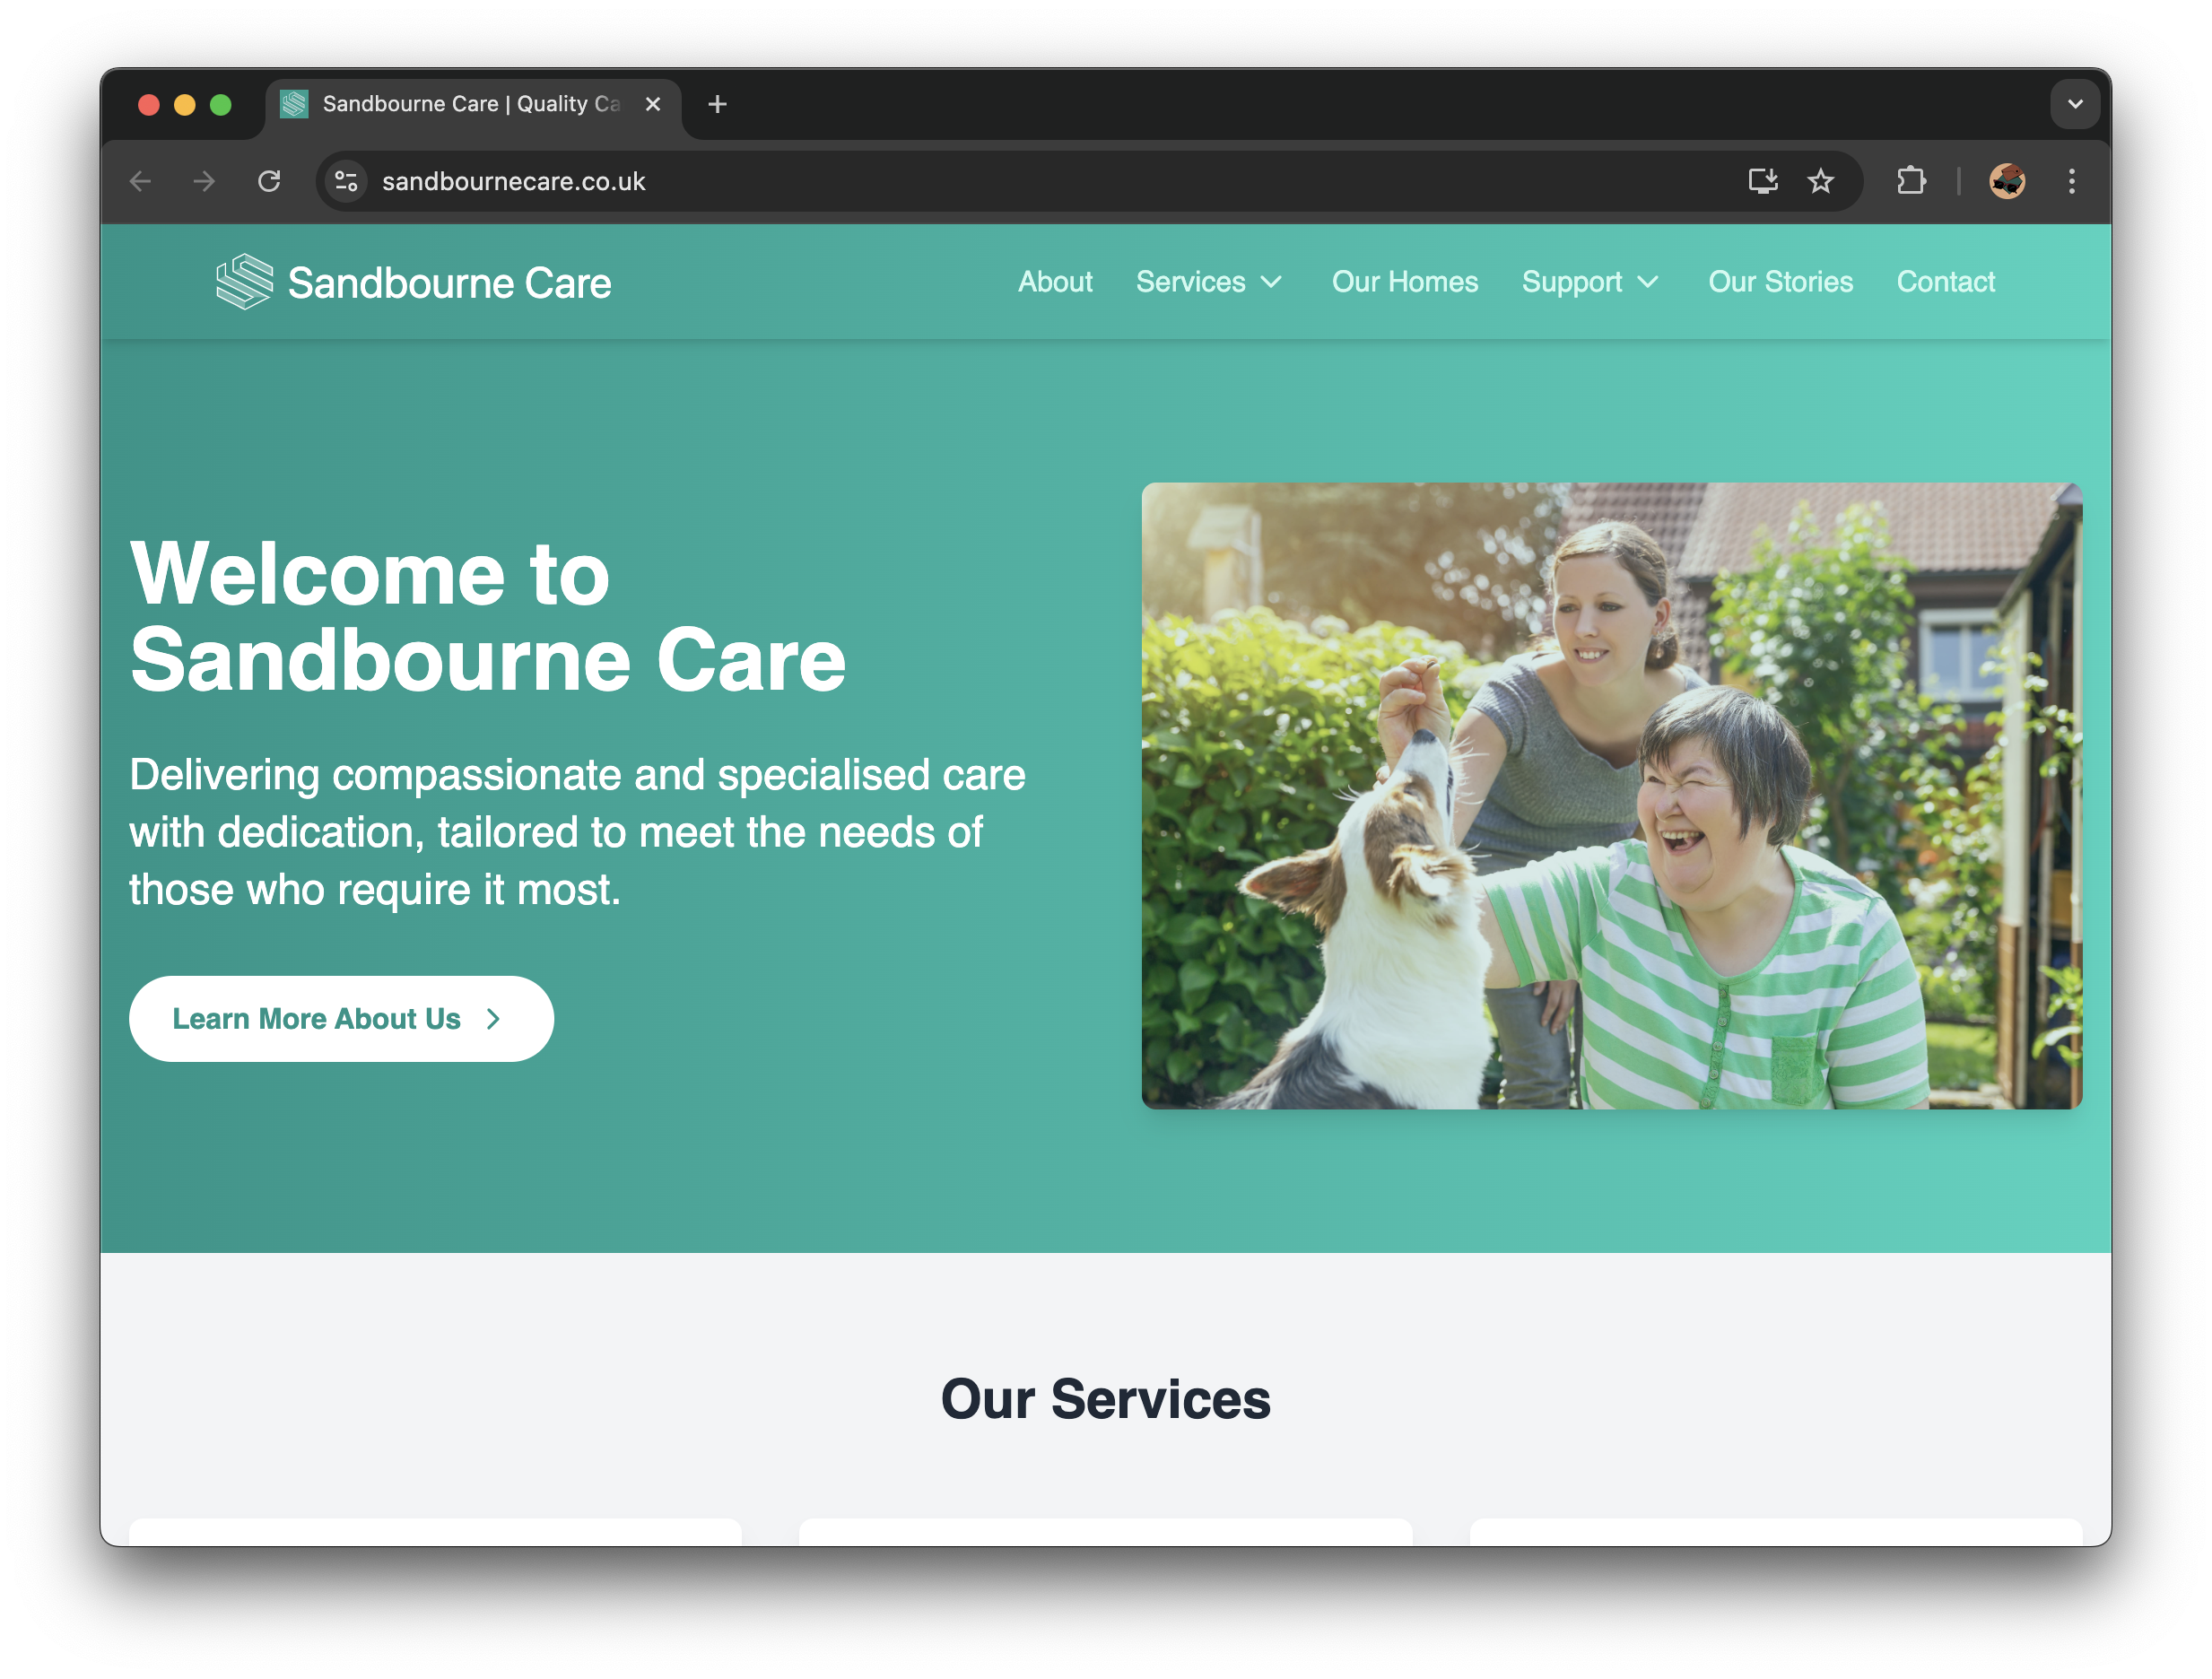 Sandbourne Care | Quality Ca
sandbournecare.co.uk
Sandbourne Care
About
Services
Our Homes
Support
Our Stories
Contact
Welcome to
Sandbourne Care
Delivering compassionate and specialised care
with dedication, tailored to meet the needs of
those who require it most.
Learn More About Us
Our Services